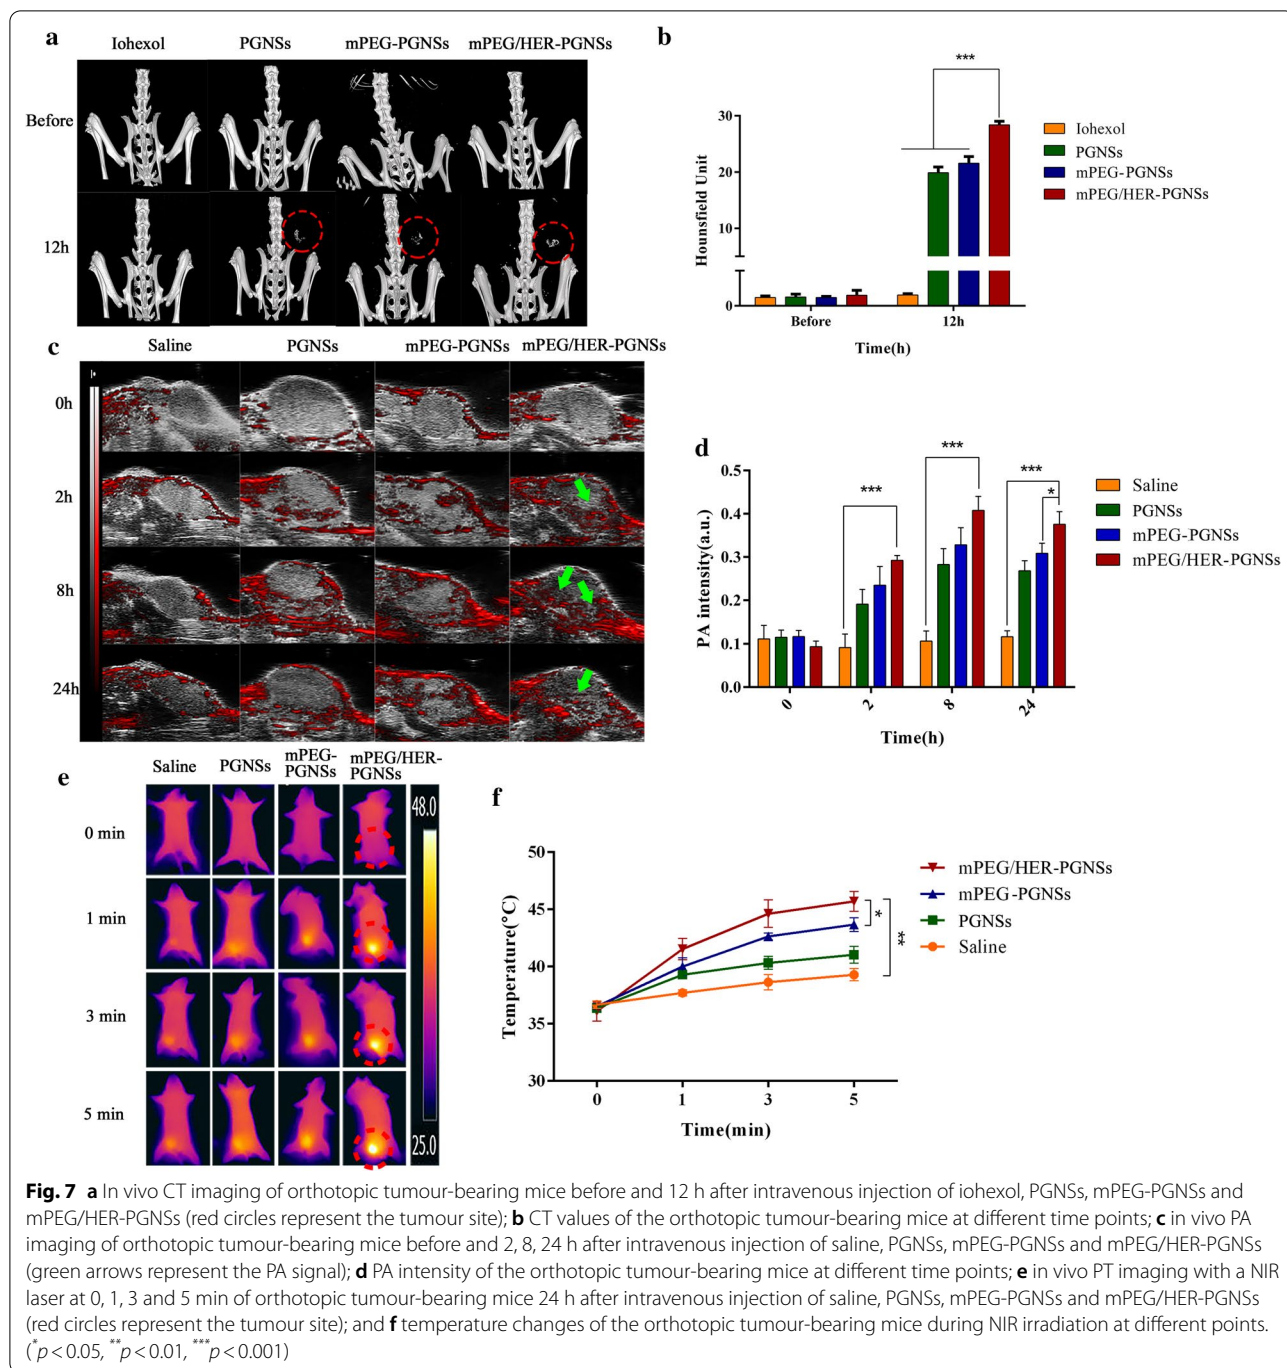 a
Iohexol PGNSs mPEG-PGNSs mPEG/HER-PGNSs
Before
12h
b
***
Hounsfield Unit
30
20
10
0
Before 12h
Time(h)
Iohexol
PGNSs
mPEG-PGNSs
mPEG/HER-PGNSs
c
Saline PGNSs mPEG-PGNSs mPEG/HER-PGNSs
0h
2h
8h
24h
d
PA intensity(a.u.)
0.5
0.4
0.3
0.2
0.1
0.0
*** *** *** *
0 2 8 24
Time(h)
Saline
PGNSs
mPEG-PGNSs
mPEG/HER-PGNSs
e
Saline PGNSs mPEG-PGNSs mPEG/HER-PGNSs
0 min
1 min
3 min
5 min
48.0
25.0
f
Temperature(°C)
50
45
40
35
30
0 1 3 5
Time(min)
* **
mPEG/HER-PGNSs
mPEG-PGNSs
PGNSs
Saline
Fig. 7 a In vivo CT imaging of orthotopic tumour-bearing mice before and 12 h after intravenous injection of iohexol, PGNSs, mPEG-PGNSs and
mPEG/HER-PGNSs (red circles represent the tumour site); b CT values of the orthotopic tumour-bearing mice at different time points; c in vivo PA
imaging of orthotopic tumour-bearing mice before and 2, 8, 24 h after intravenous injection of saline, PGNSs, mPEG-PGNSs and mPEG/HER-PGNSs
(green arrows represent the PA signal); d PA intensity of the orthotopic tumour-bearing mice at different time points; e in vivo PT imaging with a NIR
laser at 0, 1, 3 and 5 min of orthotopic tumour-bearing mice 24 h after intravenous injection of saline, PGNSs, mPEG-PGNSs and mPEG/HER-PGNSs
(red circles represent the tumour site); and f temperature changes of the orthotopic tumour-bearing mice during NIR irradiation at different points.
(*p < 0.05, **p < 0.01, ***p < 0.001)